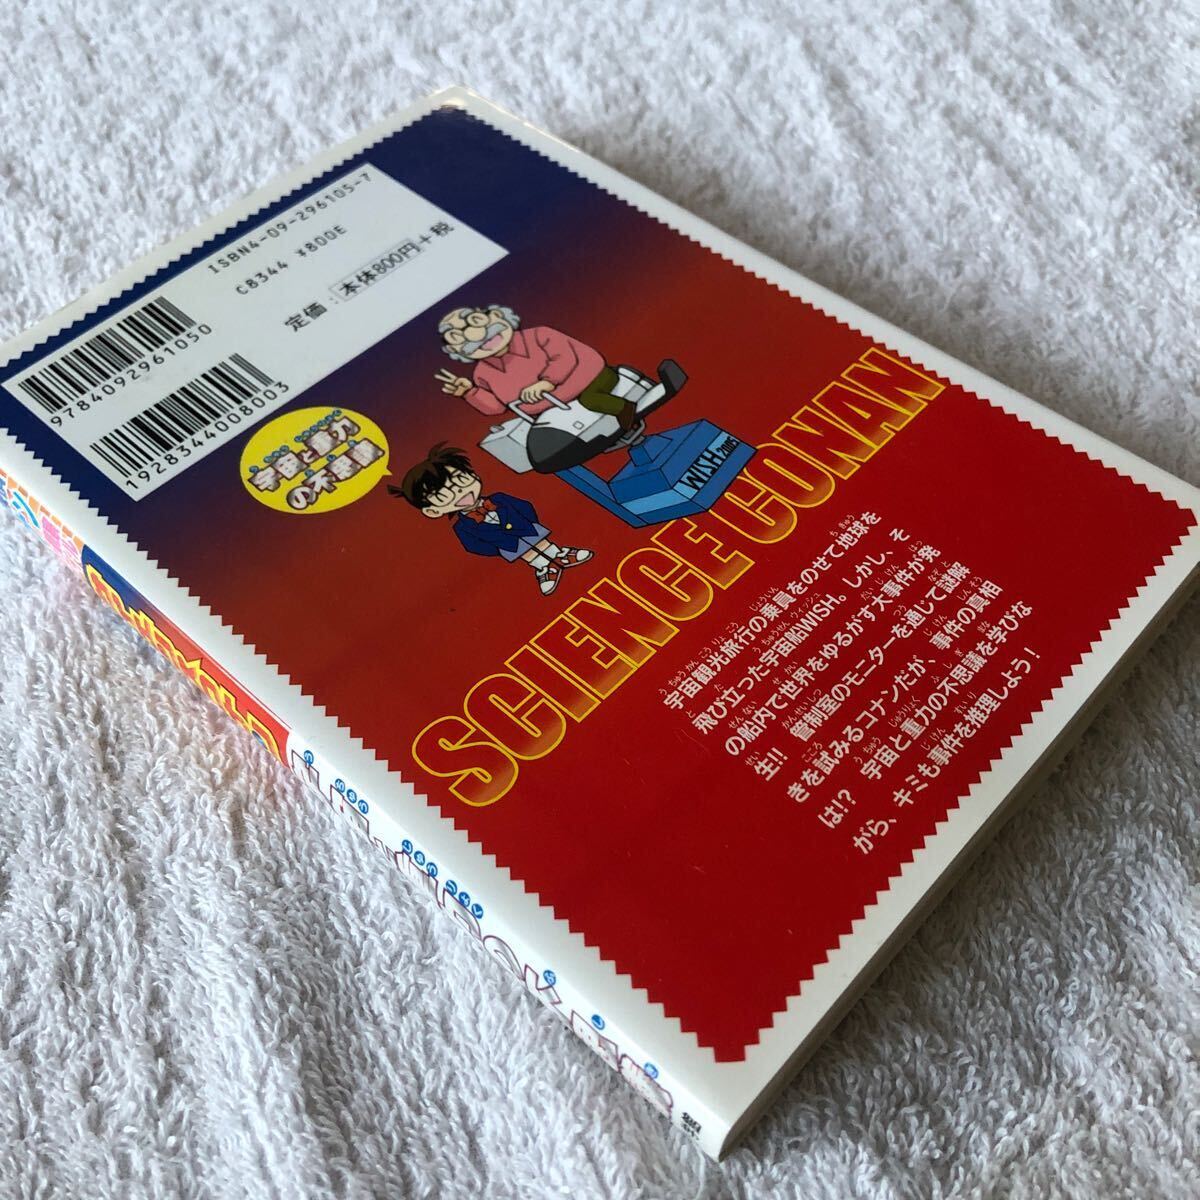 ISBN4-09-296105-7
C8344 ¥800E
定価：本体800円＋税
9784092961050
1928344008003
宇宙と重力
の不思議
WISH2005
SCIENCE CONAN
宇宙観光旅行の乗員をのせて地球を
飛び立った宇宙船WISH。しかし、そ
の船内で世界をゆるがす大事件が発
生!!　管制室のモニターを通して謎解
きを試みるコナンだが、事件の真相
は!?　宇宙と重力の不思議を学びな
がら、キミも事件を推理しよう！